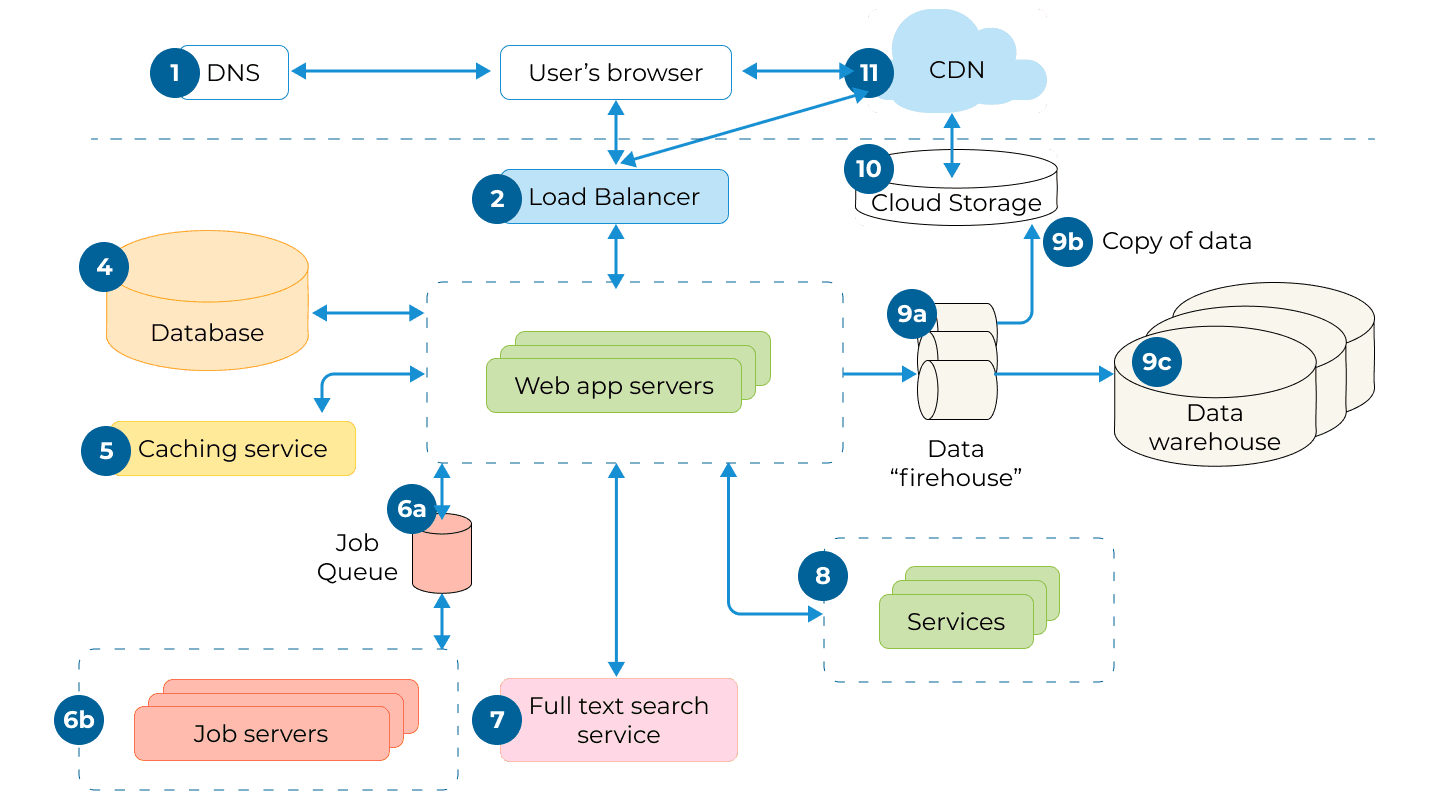 1
DNS
User’s browser
11
CDN
10
Cloud Storage
2
Load Balancer
9b
Copy of data
4
Database
9a
9c
Web app servers
Data
warehouse
5
Caching service
Data
“firehouse”
6a
Job
Queue
8
Services
6b
Job servers
7
Full text search
service